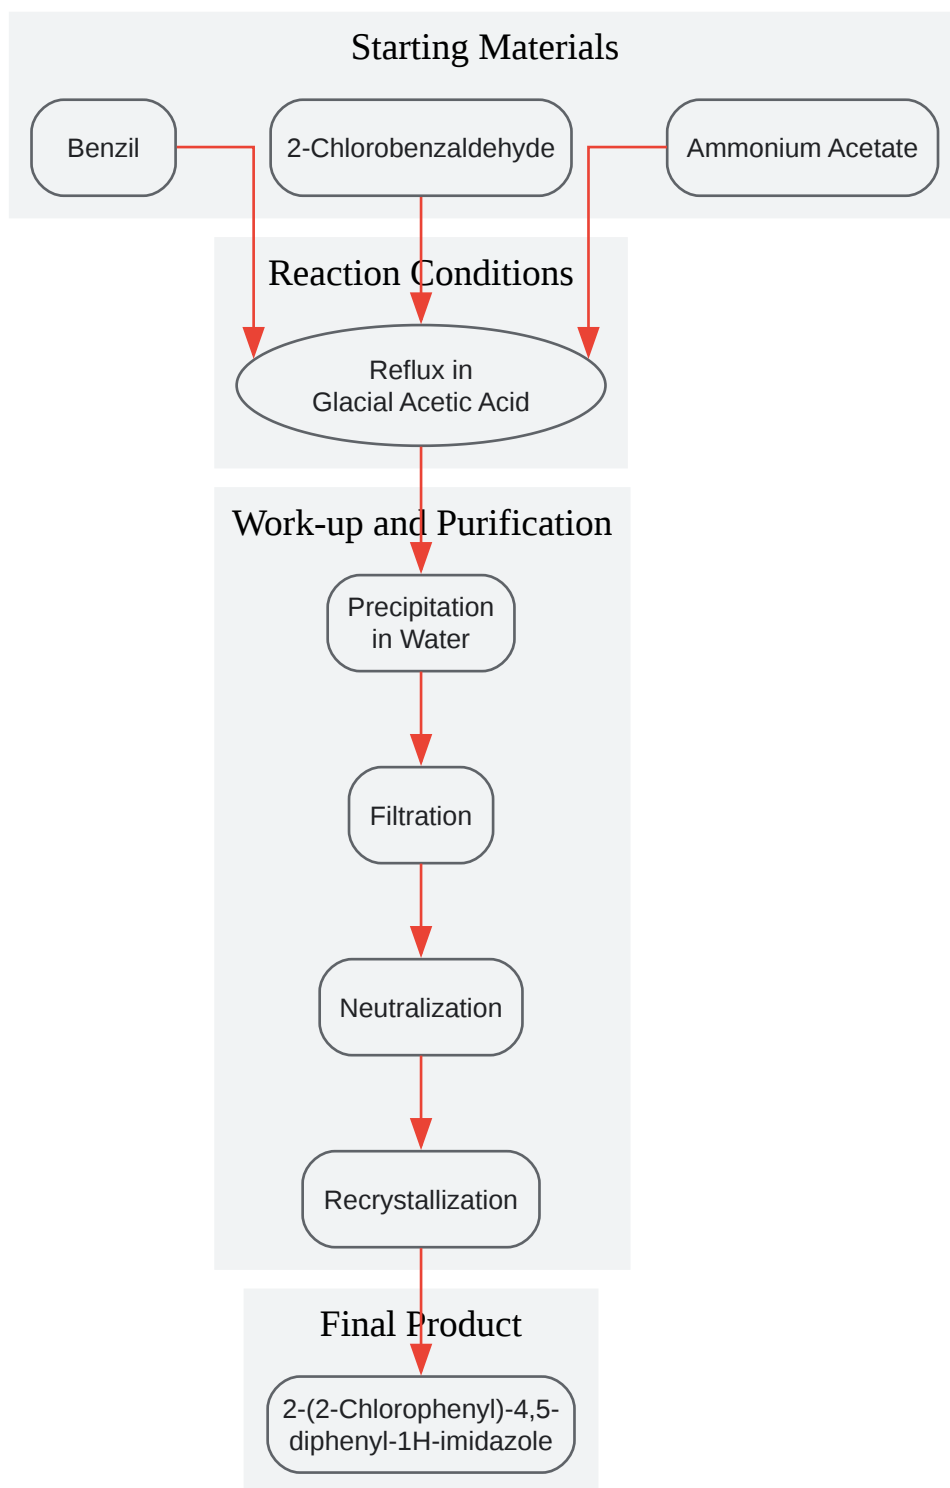 Starting Materials
Benzil
2-Chlorobenzaldehyde
Ammonium Acetate
Reaction Conditions
Reflux in
Glacial Acetic Acid
Work-up and Purification
Precipitation
in Water
Filtration
Neutralization
Recrystallization
Final Product
2-(2-Chlorophenyl)-4,5-
diphenyl-1H-imidazole